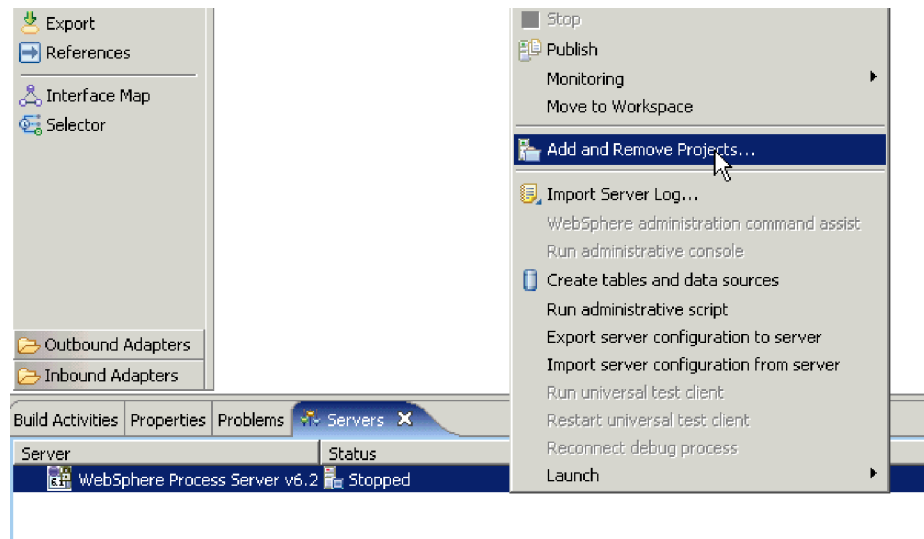 Export
References
Interface Map
Selector
Outbound Adapters
Inbound Adapters
Stop
Publish
Monitoring
Move to Workspace
Add and Remove Projects...
Import Server Log...
WebSphere administration command assist
Run administrative console
Create tables and data sources
Run administrative script
Export server configuration to server
Import server configuration from server
Run universal test client
Restart universal test client
Reconnect debug process
Launch
Build Activities Properties Problems Servers
Server Status
WebSphere Process Server v6.2 Stopped